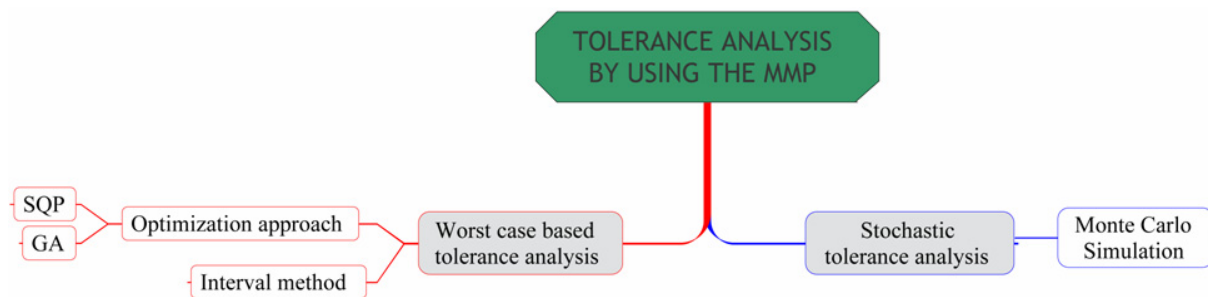 TOLERANCE ANALYSIS
BY USING THE MMP
SQP
GA
Optimization approach
Interval method
Worst case based
tolerance analysis
Stochastic
tolerance analysis
Monte Carlo
Simulation